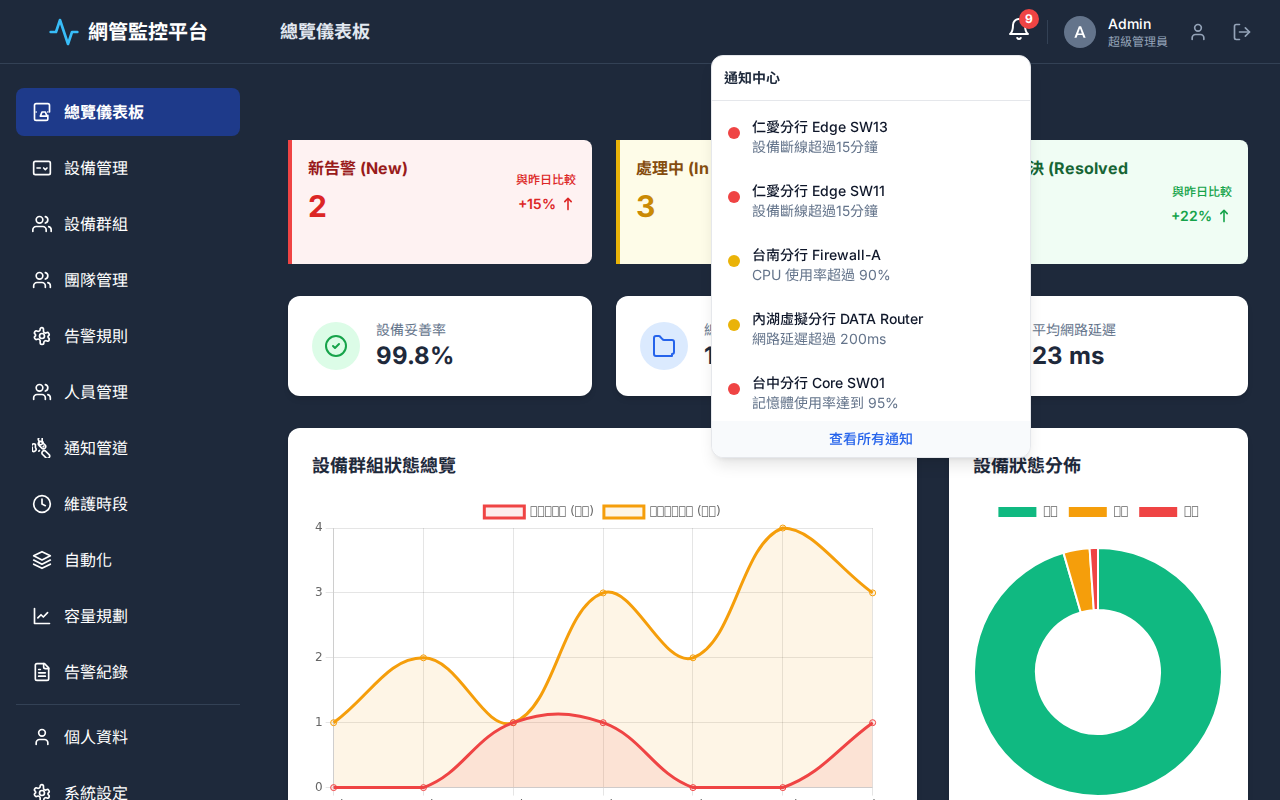 網管監控平台
總覽儀表板
9
A
Admin
超級管理員
總覽儀表板
設備管理
設備群組
團隊管理
告警規則
人員管理
通知管道
維護時段
自動化
容量規劃
告警紀錄
個人資料
系統設定
通知中心
仁愛分行 Edge SW13
設備斷線超過15分鐘
仁愛分行 Edge SW11
設備斷線超過15分鐘
台南分行 Firewall-A
CPU 使用率超過 90%
內湖虛擬分行 DATA Router
網路延遲超過 200ms
台中分行 Core SW01
記憶體使用率達到 95%
查看所有通知
新告警 (New)
2
與昨日比較
+15%
處理中 (In
3
決 (Resolved
與昨日比較
+22%
設備妥善率
99.8%
1
平均網路延遲
23 ms
設備群組狀態總覽
4
3
2
1
0
設備狀態分佈